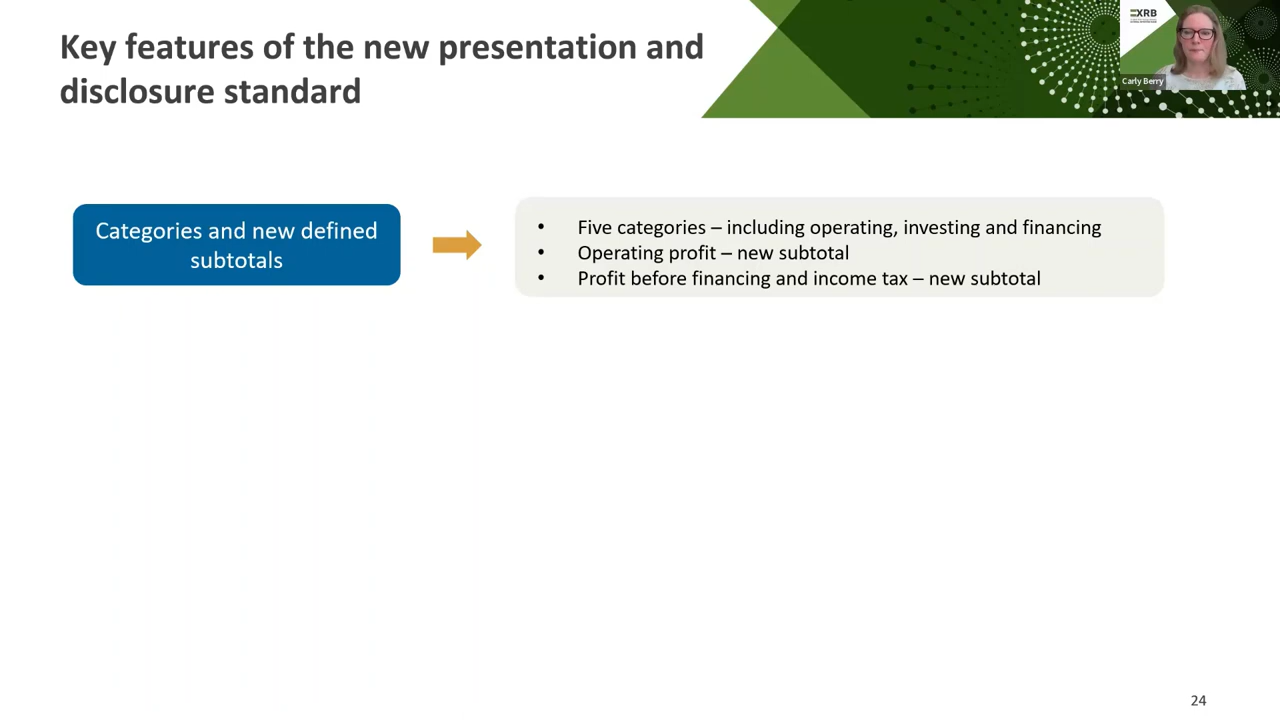 Key features of the new presentation and
disclosure standard
XRB
Carly Berry
Categories and new defined
subtotals
• Five categories – including operating, investing and financing
• Operating profit – new subtotal
• Profit before financing and income tax – new subtotal
24